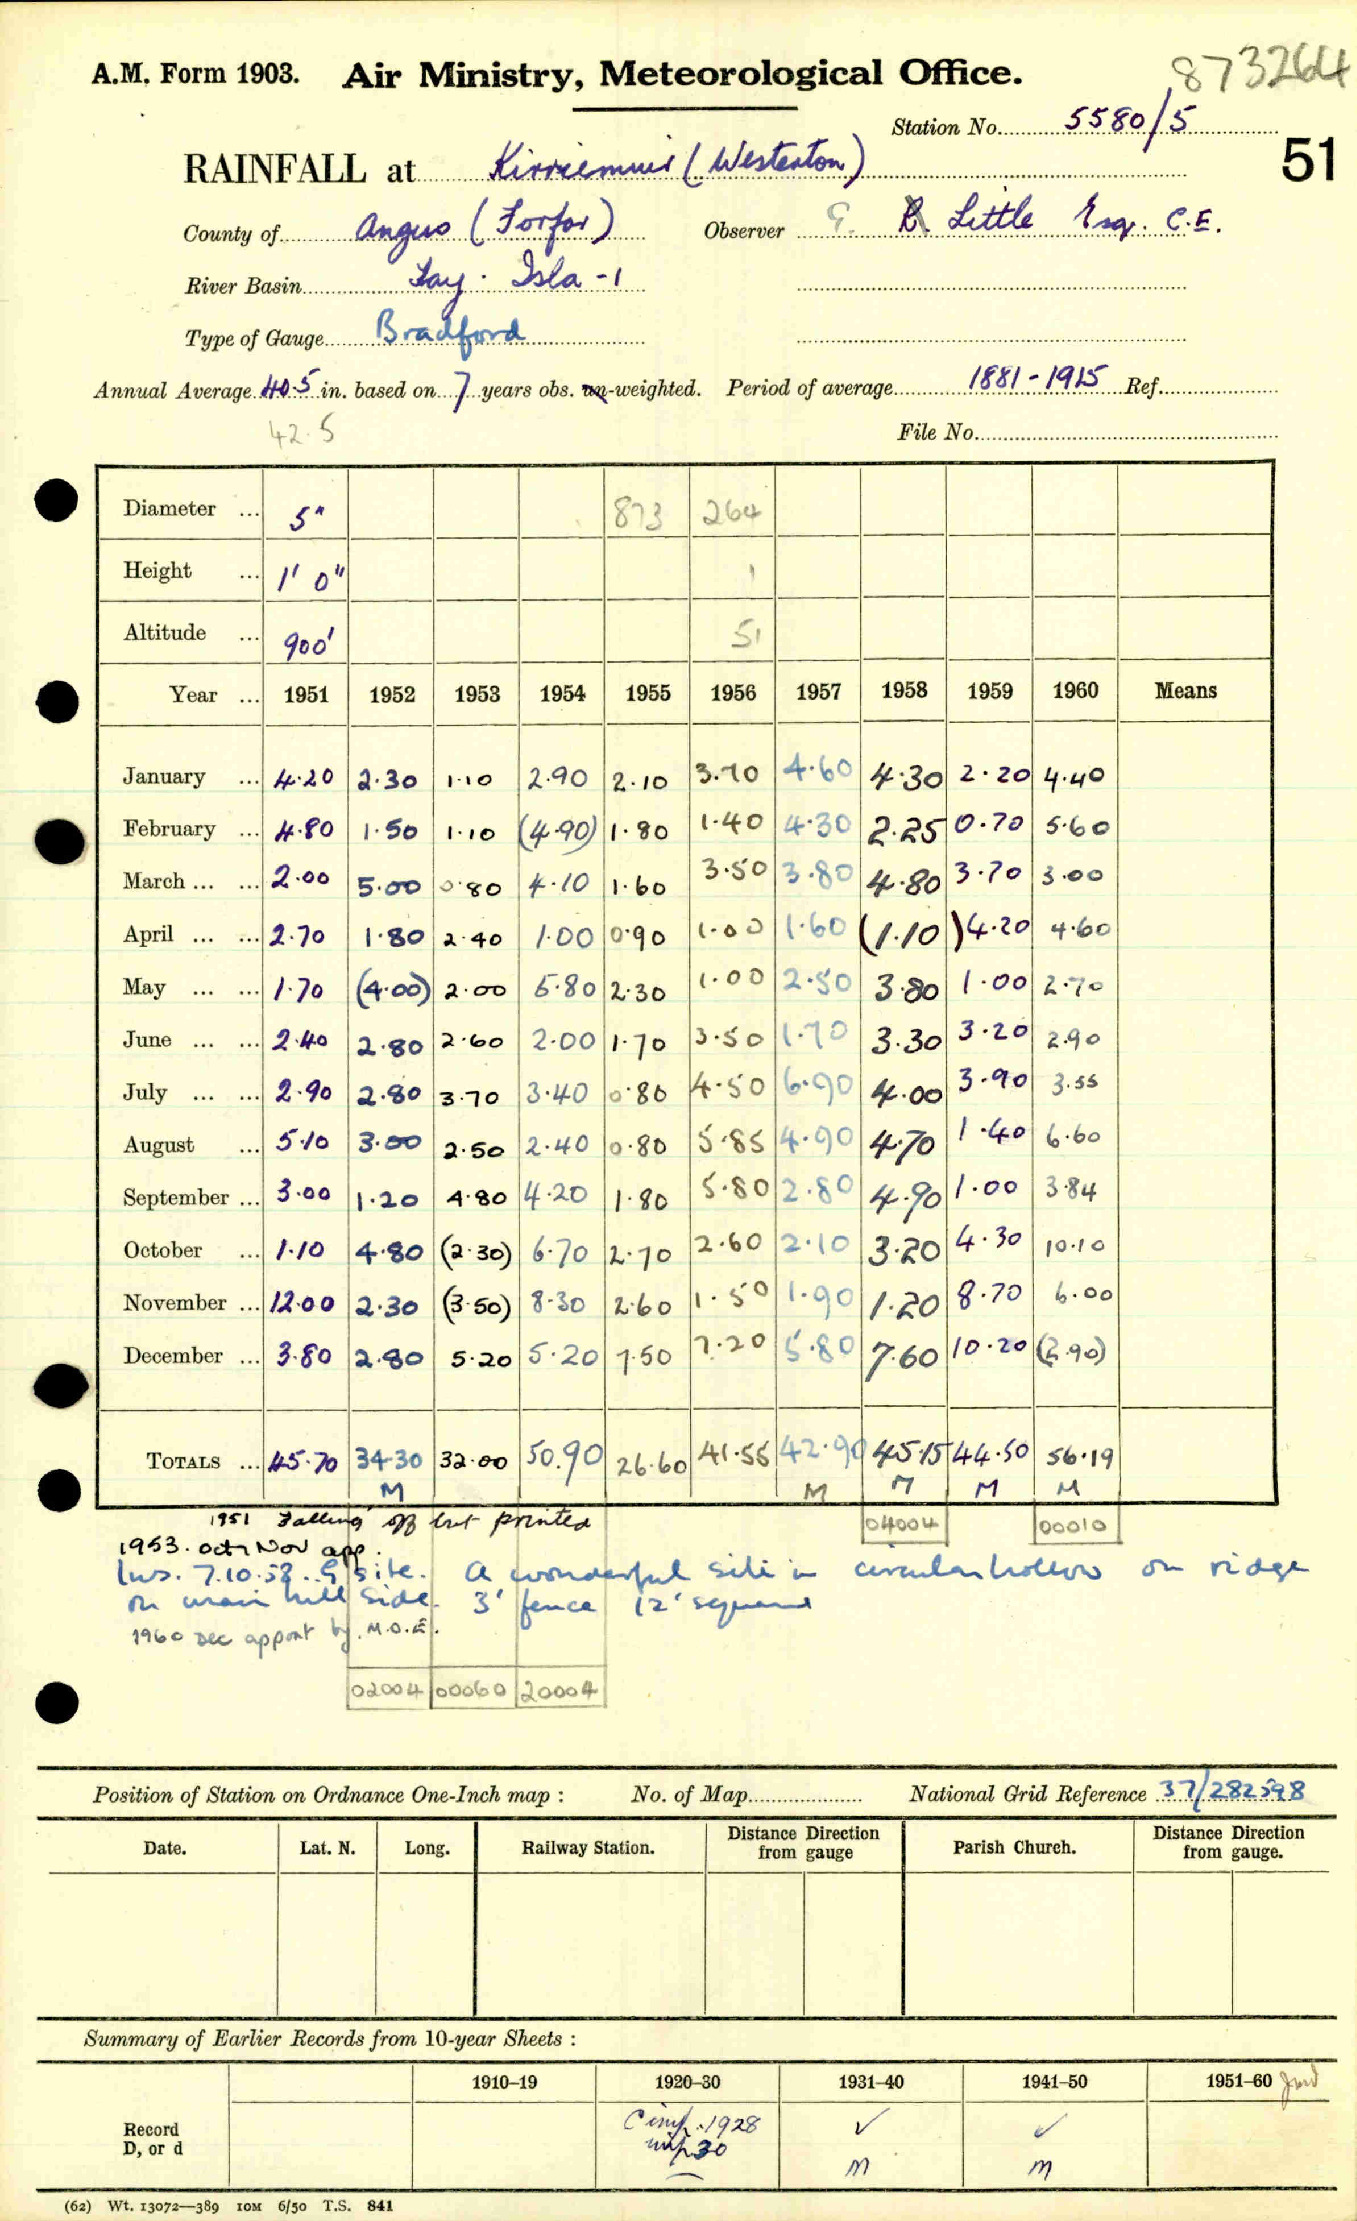 873264
A.M. Form 1903. Air Ministry, Meteorological Office.
Station No. 5580/5
51
RAINFALL at Kirriemuir (Westerton)
County of Angus (Forfar) Observer G. R. Little Esq. C.E.
River Basin Tay. Isla - 1
Type of Gauge Bradford
Annual Average 40.5 in. based on 7 years obs. un-weighted. Period of average 1881-1915 Ref.
42.5
File No.
Diameter ... 5" 873 264
Height ... 1' 0" 1
Altitude ... 900' 51
Year ... 1951 1952 1953 1954 1955 1956 1957 1958 1959 1960 Means
January ... 4.20 2.30 1.10 2.90 2.10 3.70 4.60 4.30 2.20 4.40
February ... 4.80 1.50 1.10 (4.90) 1.80 1.40 4.30 2.25 0.70 5.60
March ... ... 2.00 5.00 0.80 4.10 1.60 3.50 3.80 4.80 3.70 3.00
April ... ... 2.70 1.80 2.40 1.00 0.90 1.00 1.60 (1.10) 4.20 4.60
May ... ... 1.70 (4.00) 2.00 5.80 2.30 1.00 2.50 3.80 1.00 2.70
June ... ... 2.40 2.80 2.60 2.00 1.70 3.50 1.70 3.30 3.20 2.90
July ... ... 2.90 2.80 3.70 3.40 0.80 4.50 6.90 4.00 3.90 3.55
August ... 5.10 3.00 2.50 2.40 0.80 5.85 4.90 4.70 1.40 6.60
September ... 3.00 1.20 4.80 4.20 1.80 5.80 2.80 4.90 1.00 3.84
October ... 1.10 4.80 (2.30) 6.70 2.70 2.60 2.10 3.20 4.30 10.10
November ... 12.00 2.30 (3.50) 8.30 2.60 1.50 1.90 1.20 8.70 6.00
December ... 3.80 2.80 5.20 5.20 7.50 7.20 5.80 7.60 10.20 (2.90)
TOTALS ... 45.70 34.30 32.00 50.90 26.60 41.55 42.90 45.15 44.50 56.19
M M M M M
1951 Falling off but printed
04004 00010
1953. Oct, Nov app.
Ins. 7.10.53. G site. A wonderful site in circular hollow on ridge
on main hill side. 3' fence 12' square
1960 Dec apport by M.O.E.
02004 00060 20004
Position of Station on Ordnance One-Inch map : No. of Map National Grid Reference 37/282598
Date. Lat. N. Long. Railway Station. Distance from Direction gauge Parish Church. Distance from Direction gauge.
Summary of Earlier Records from 10-year Sheets :
1910–19 1920–30 1931–40 1941–50 1951–60
Record D, or d C imp. 1928 ✓ ✓
30 M M
(62) Wt. 13072—389 10M 6/50 T.S. 841